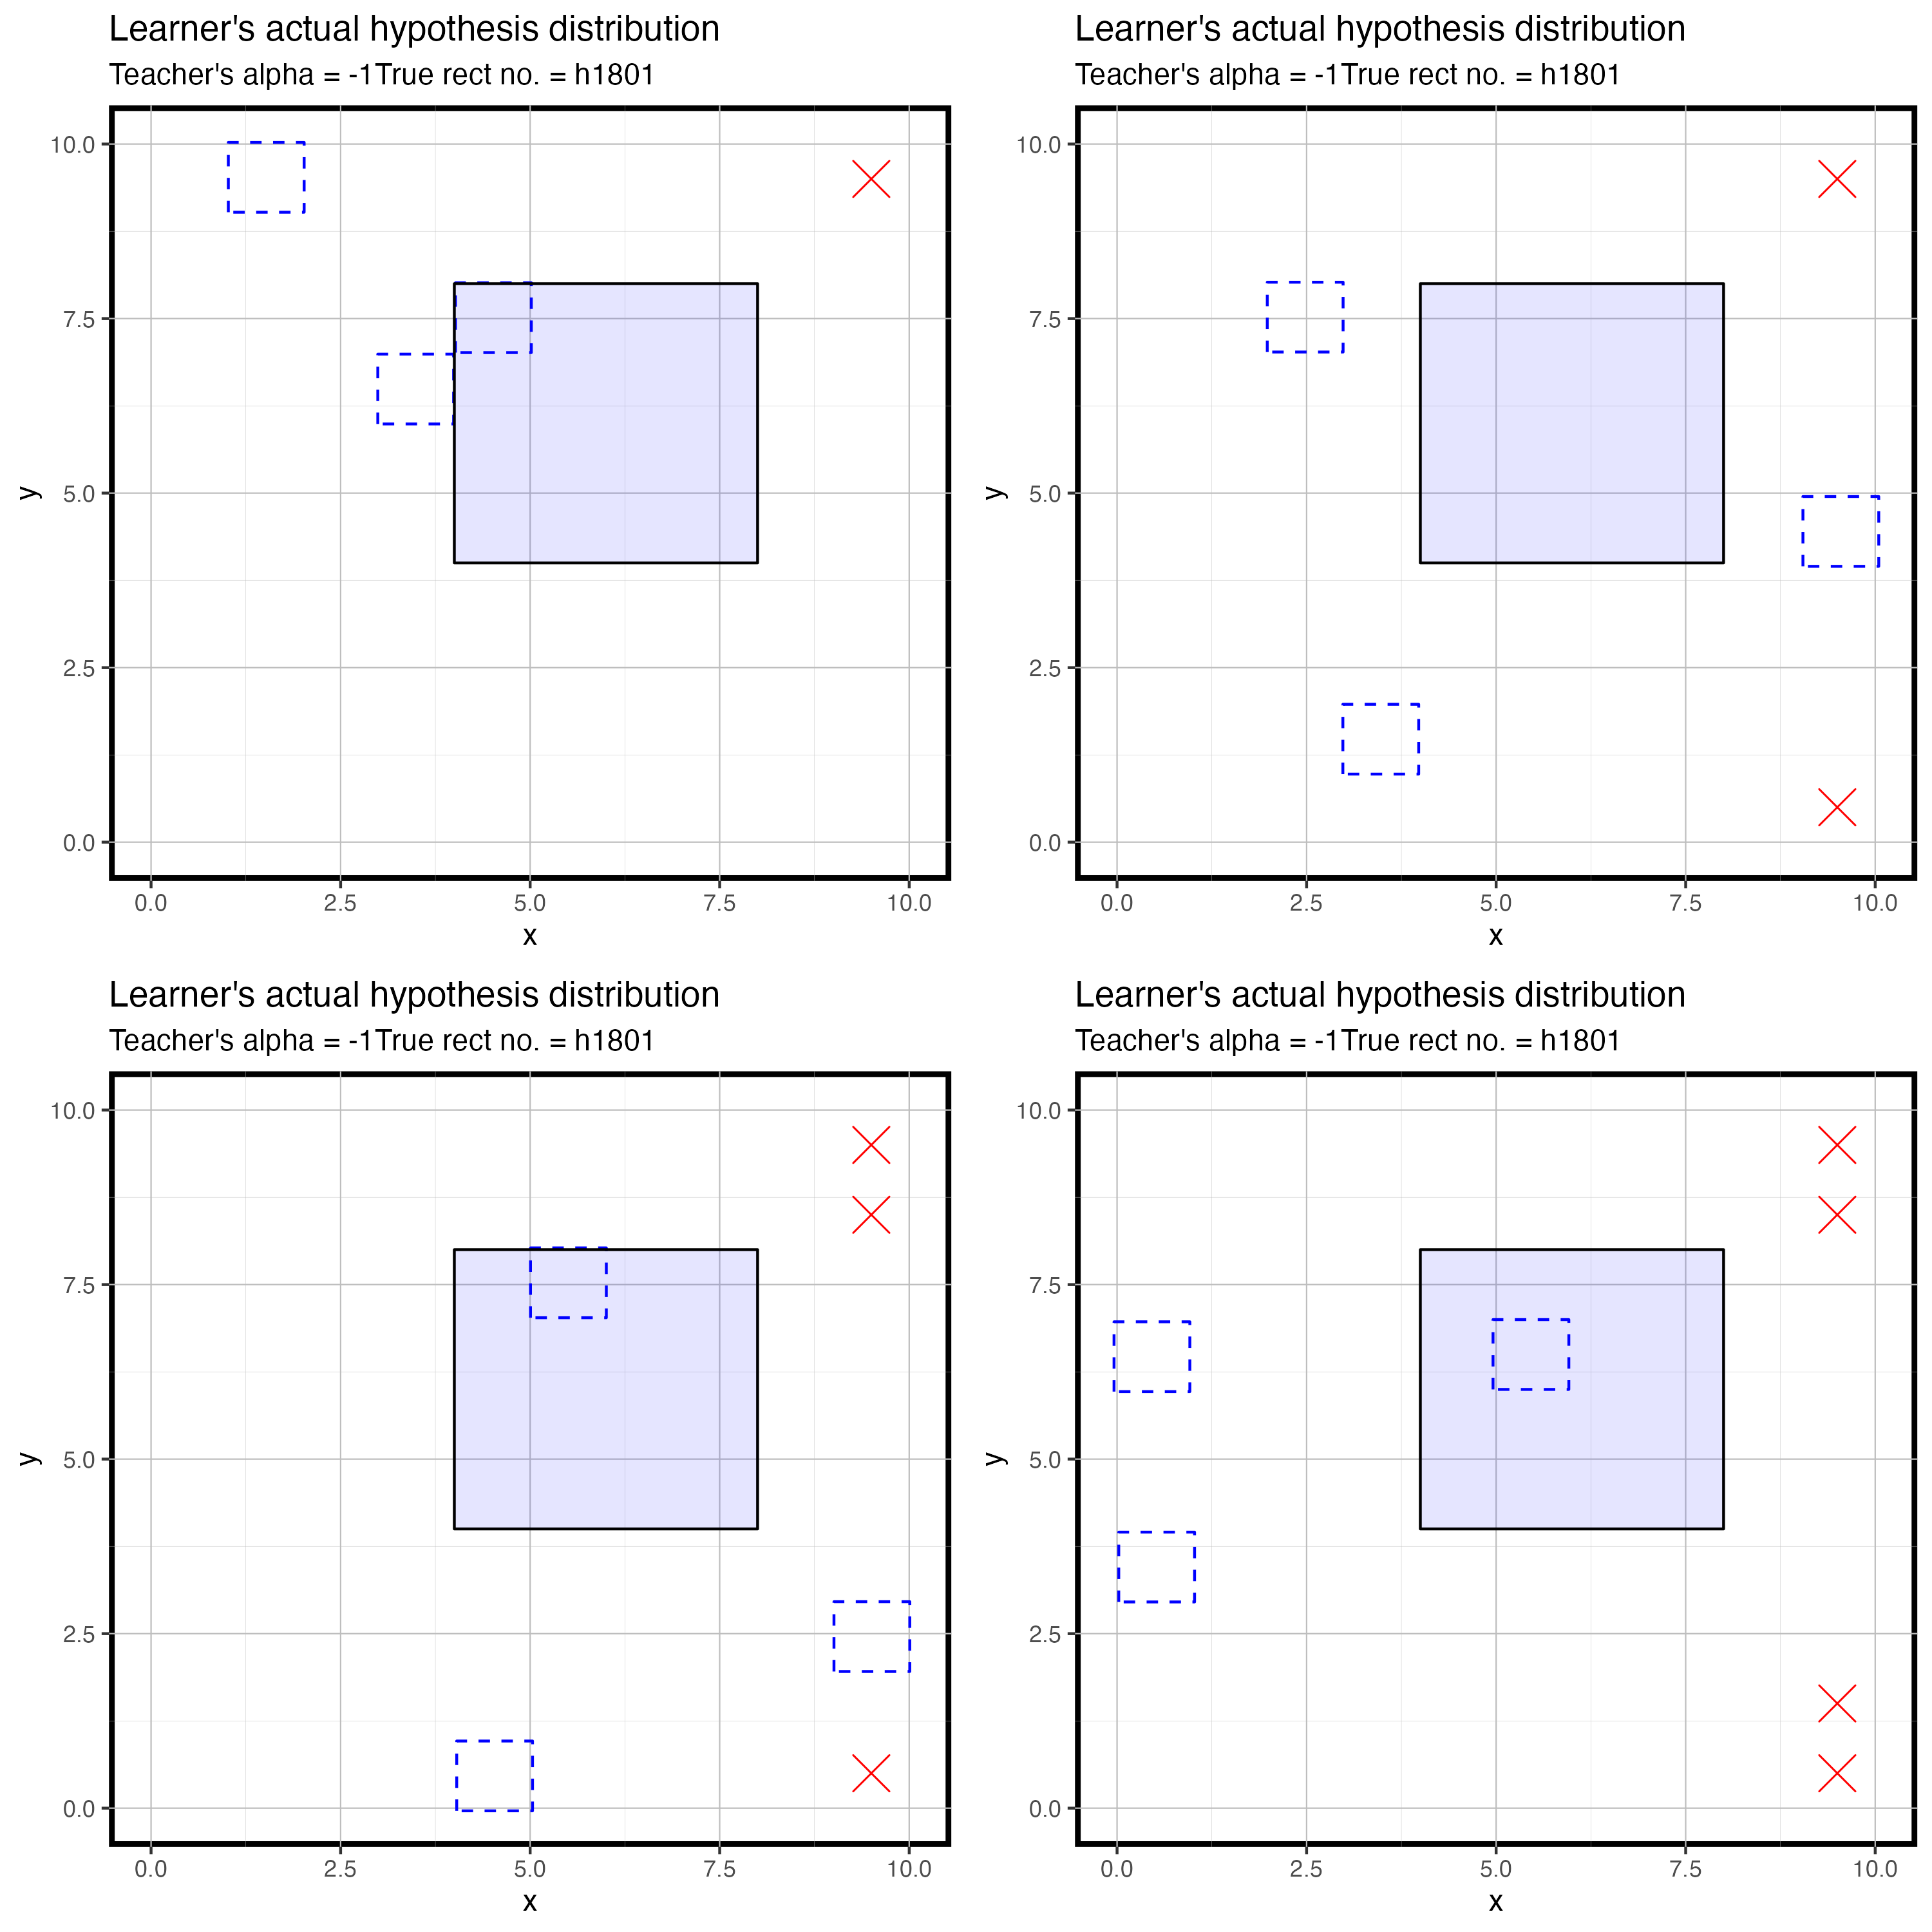 Learner's actual hypothesis distribution
Teacher's alpha = -1True rect no. = h1801
10.0
7.5
5.0
2.5
0.0
y
0.0 2.5 5.0 7.5 10.0
x
Learner's actual hypothesis distribution
Teacher's alpha = -1True rect no. = h1801
10.0
7.5
5.0
2.5
0.0
y
0.0 2.5 5.0 7.5 10.0
x
Learner's actual hypothesis distribution
Teacher's alpha = -1True rect no. = h1801
10.0
7.5
5.0
2.5
0.0
y
0.0 2.5 5.0 7.5 10.0
x
Learner's actual hypothesis distribution
Teacher's alpha = -1True rect no. = h1801
10.0
7.5
5.0
2.5
0.0
y
0.0 2.5 5.0 7.5 10.0
x